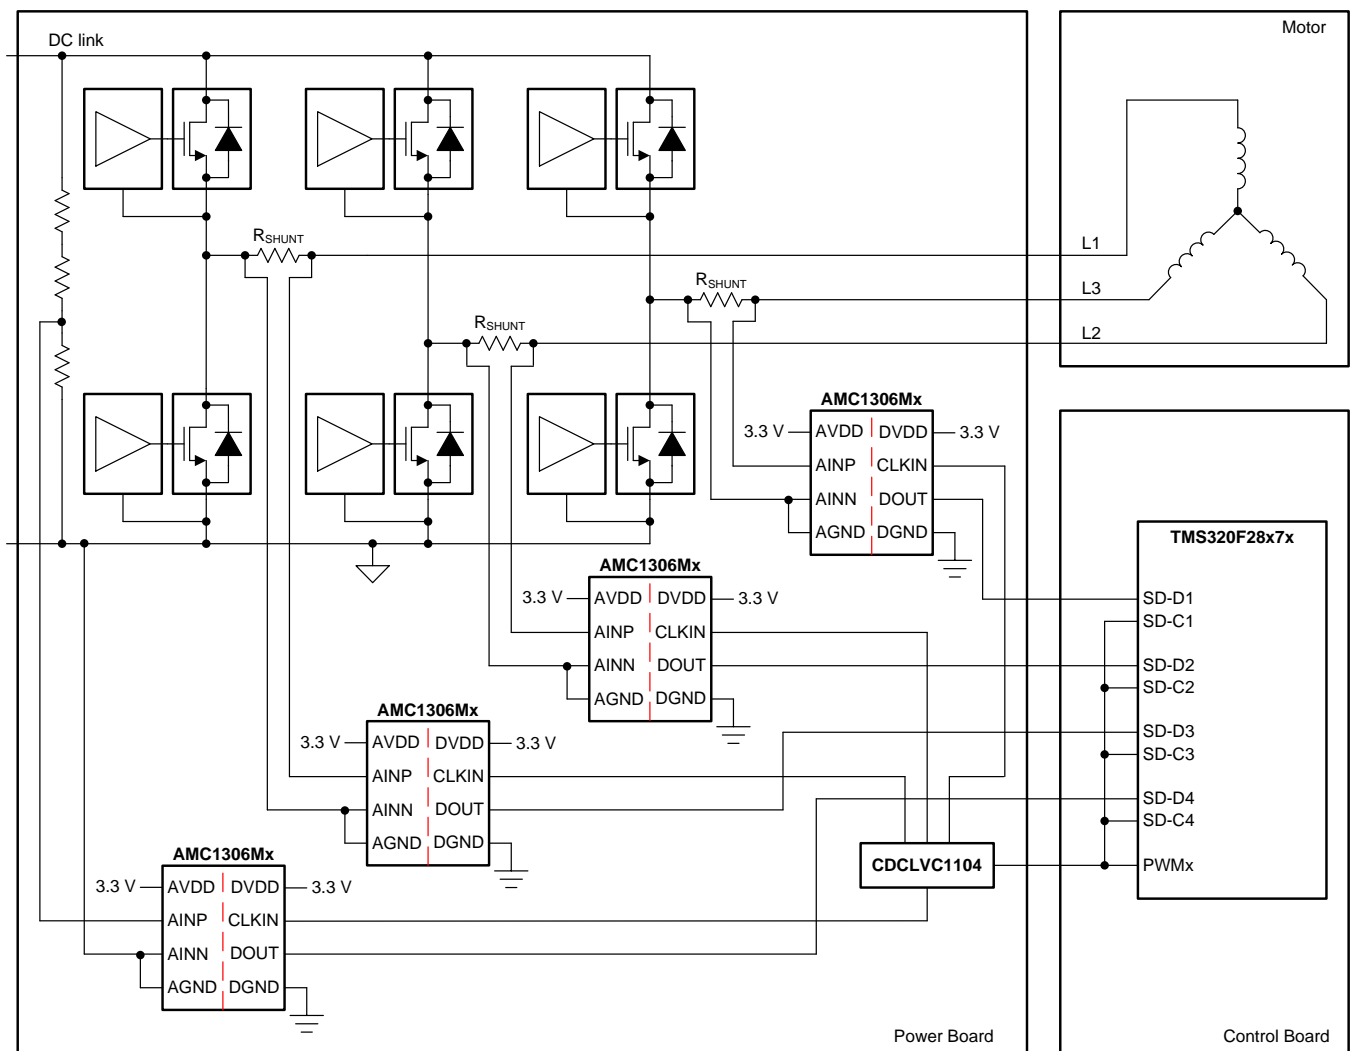 DC link
Motor
R_SHUNT
L1
R_SHUNT
L3
R_SHUNT
L2
AMC1306Mx
3.3 V AVDD DVDD 3.3 V
AINP CLKIN
AINN DOUT
AGND DGND
AMC1306Mx
3.3 V AVDD DVDD 3.3 V
AINP CLKIN
AINN DOUT
AGND DGND
AMC1306Mx
3.3 V AVDD DVDD 3.3 V
AINP CLKIN
AINN DOUT
AGND DGND
AMC1306Mx
3.3 V AVDD DVDD 3.3 V
AINP CLKIN
AINN DOUT
AGND DGND
CDCLVC1104
TMS320F28x7x
SD-D1
SD-C1
SD-D2
SD-C2
SD-D3
SD-C3
SD-D4
SD-C4
PWMx
Power Board
Control Board